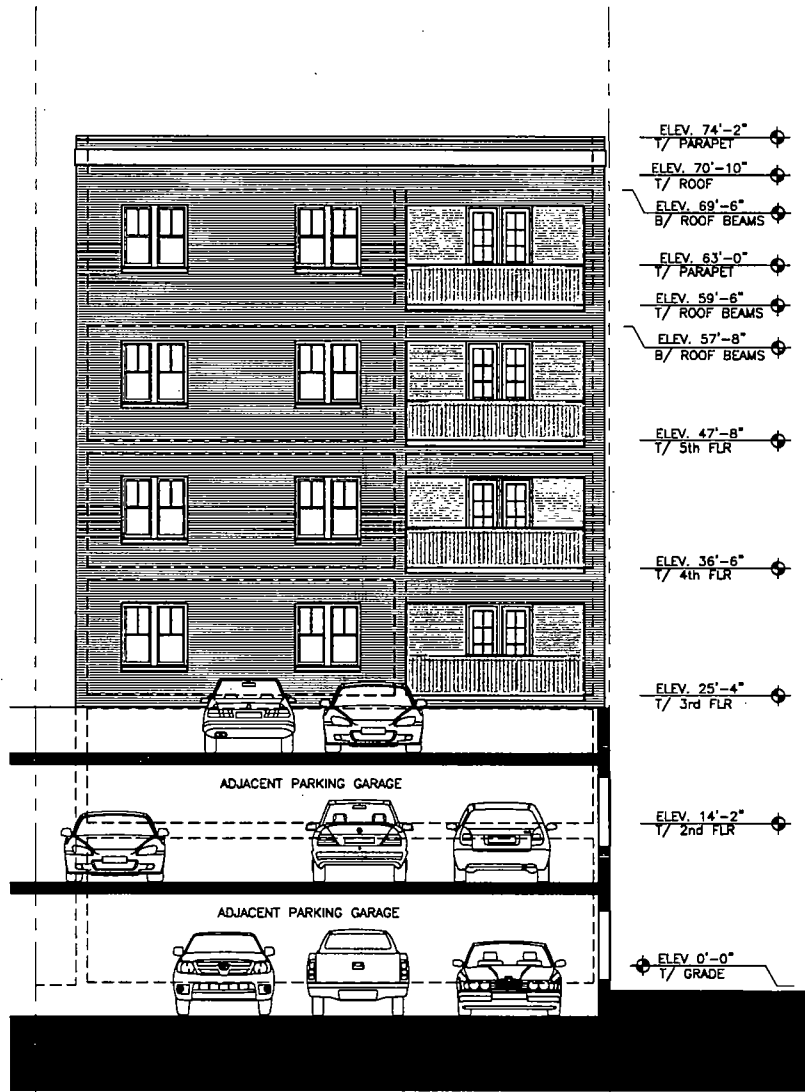 ELEV. 74'-2"
T/ PARAPET
ELEV. 70'-10"
T/ ROOF
ELEV. 69'-6"
B/ ROOF BEAMS
ELEV. 63'-0"
T/ PARAPET
ELEV. 59'-6"
T/ ROOF BEAMS
ELEV. 57'-8"
B/ ROOF BEAMS
ELEV. 47'-8"
T/ 5th FLR
ELEV. 36'-6"
T/ 4th FLR
ELEV. 25'-4"
T/ 3rd FLR
ADJACENT PARKING GARAGE
ELEV. 14'-2"
T/ 2nd FLR
ADJACENT PARKING GARAGE
ELEV 0'-0"
T/ GRADE